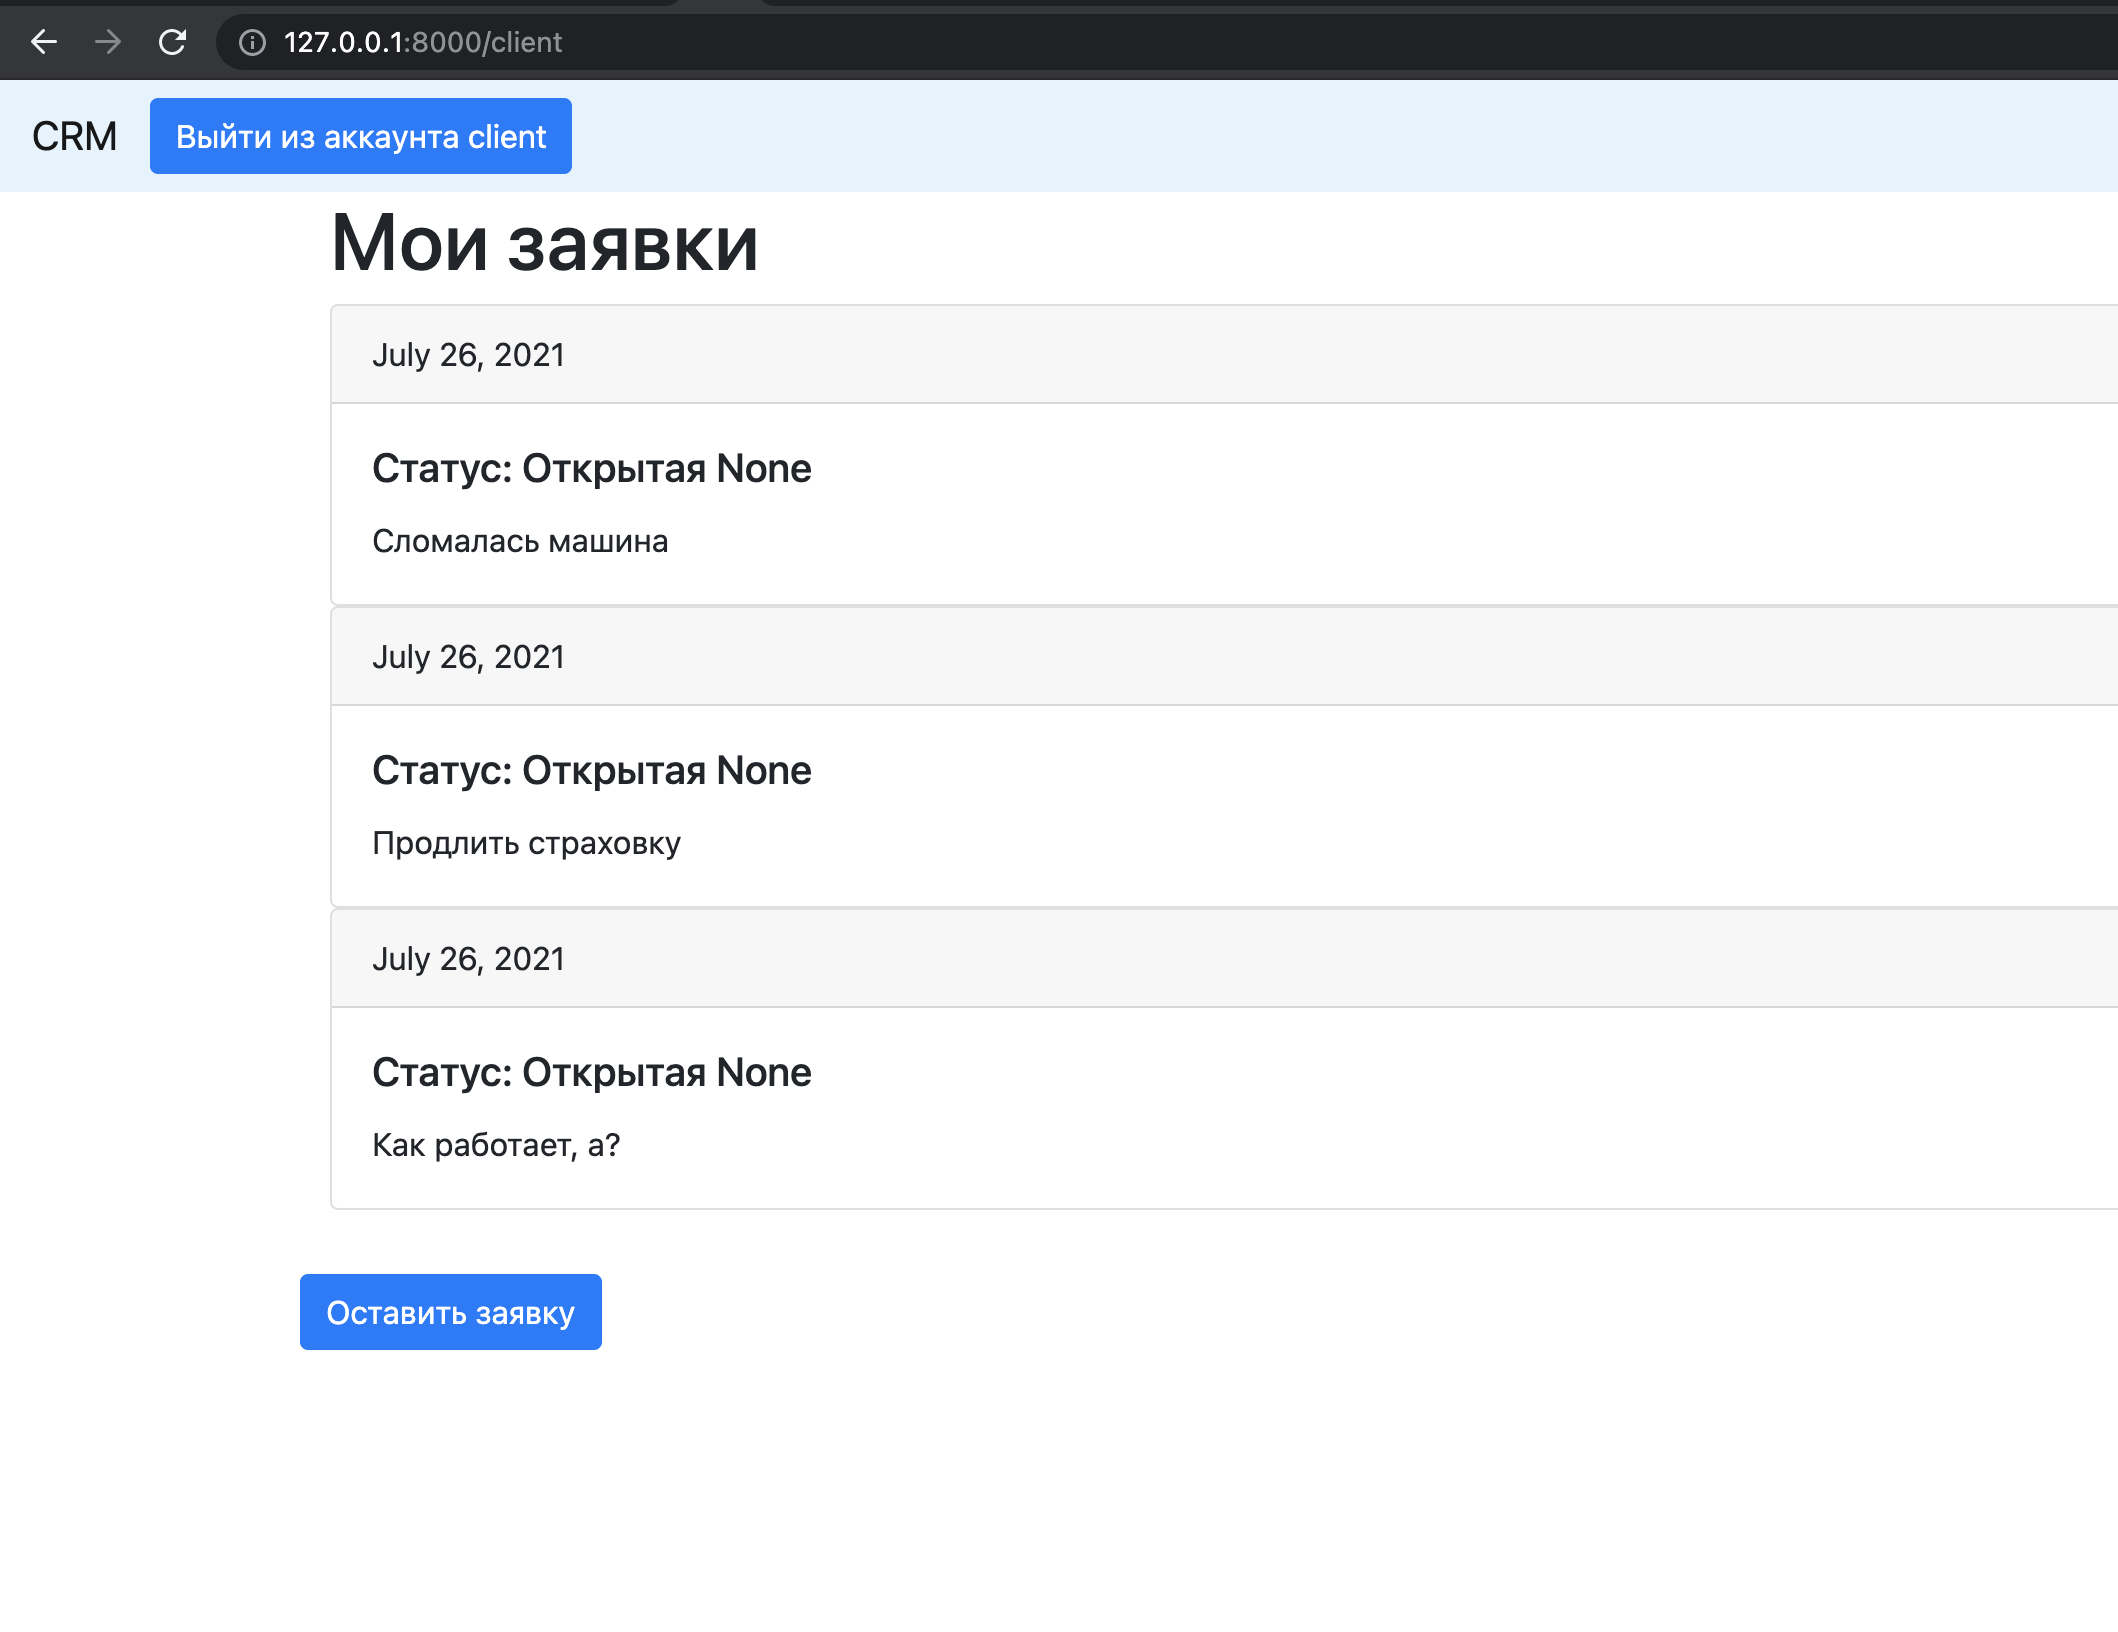 127.0.0.1:8000/client
CRM Выйти из аккаунта client
Мои заявки
July 26, 2021
Статус: Открытая None
Сломалась машина
July 26, 2021
Статус: Открытая None
Продлить страховку
July 26, 2021
Статус: Открытая None
Как работает, а?
Оставить заявку